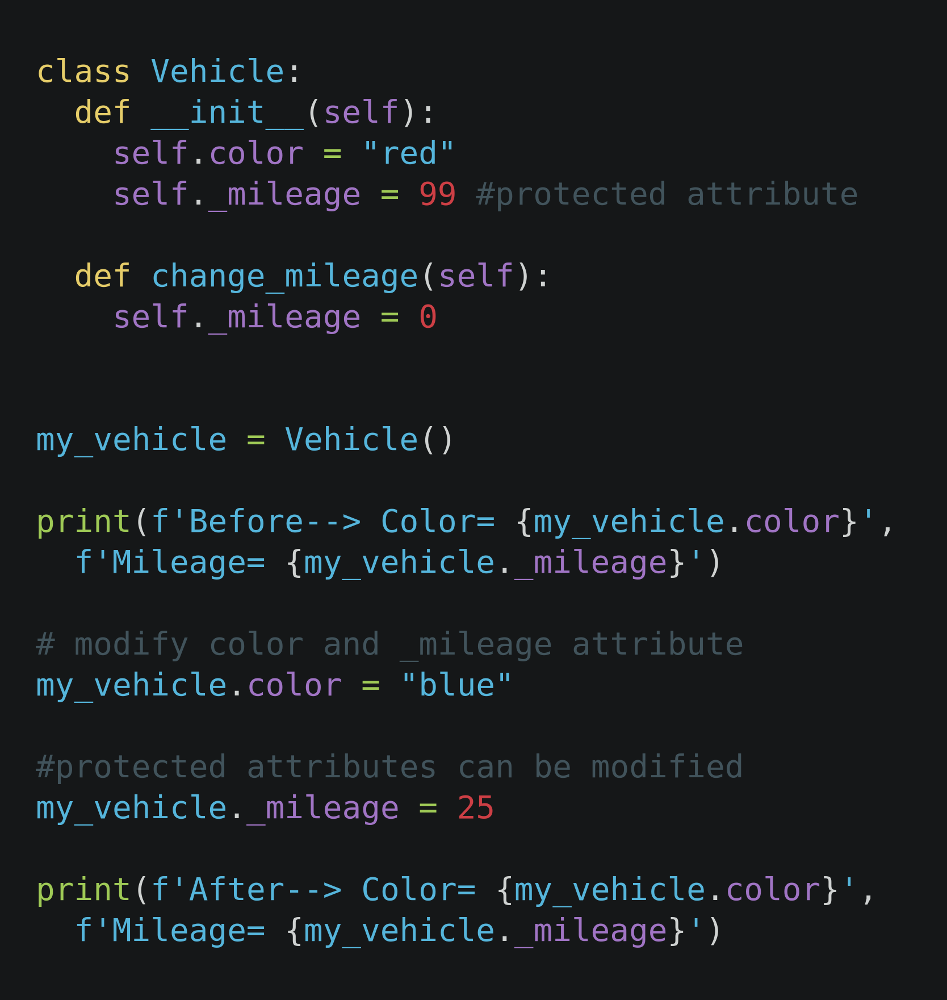 class Vehicle:
  def __init__(self):
    self.color = "red"
    self._mileage = 99 #protected attribute
  def change_mileage(self):
    self._mileage = 0
my_vehicle = Vehicle()
print(f'Before--> Color= {my_vehicle.color}',
  f'Mileage= {my_vehicle._mileage}')
# modify color and _mileage attribute
my_vehicle.color = "blue"
#protected attributes can be modified
my_vehicle._mileage = 25
print(f'After--> Color= {my_vehicle.color}',
  f'Mileage= {my_vehicle._mileage}')